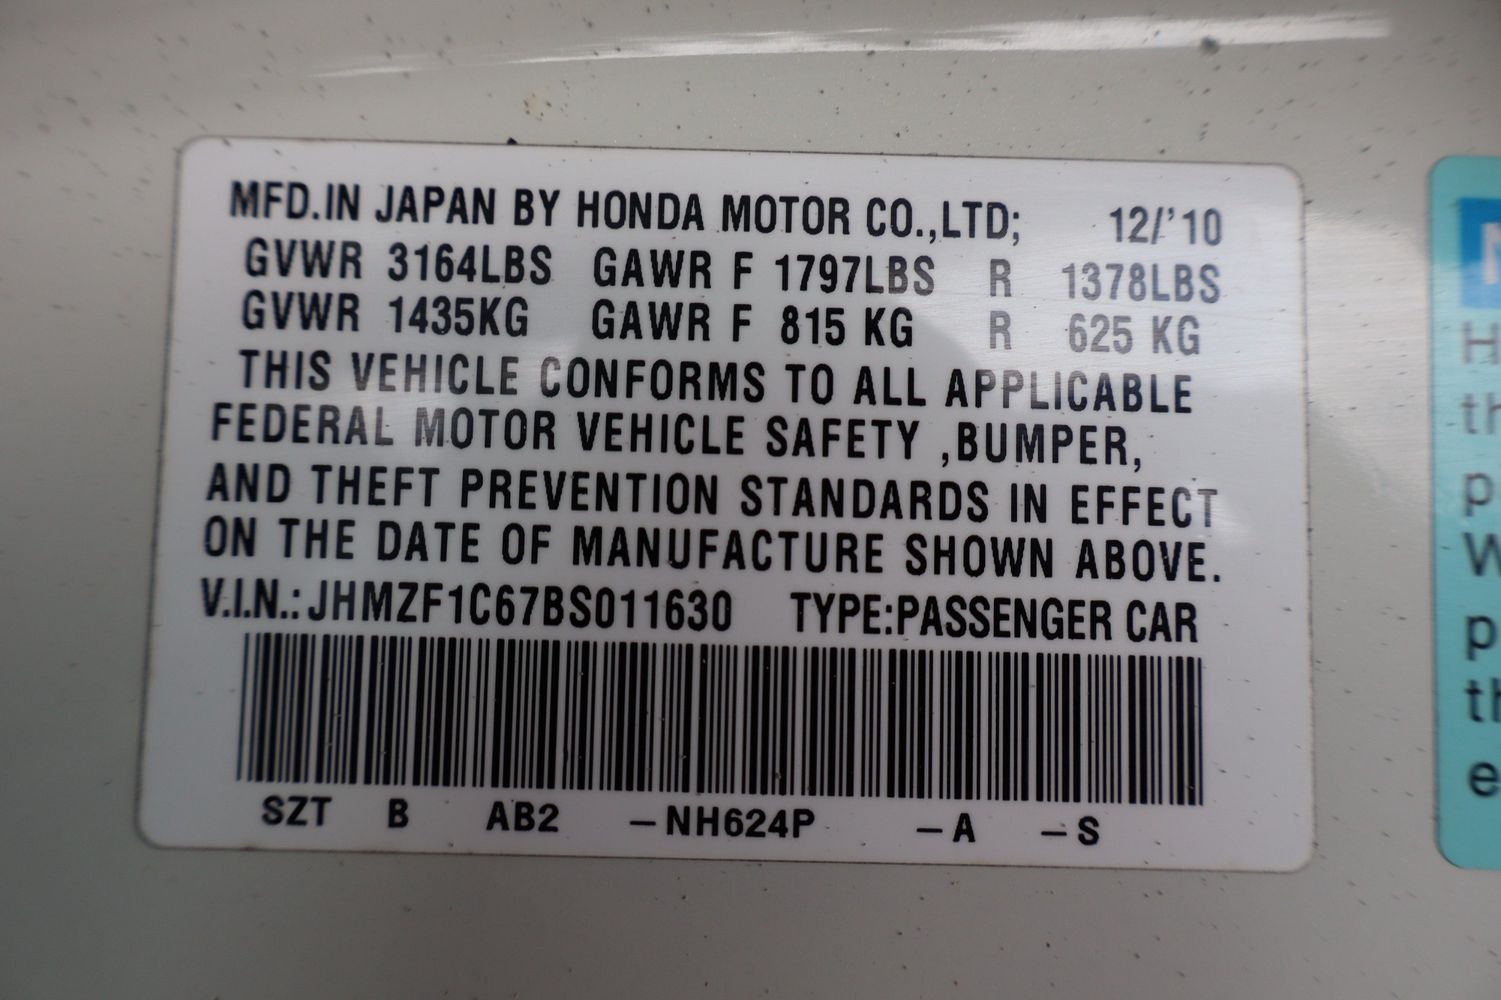 MFD.IN JAPAN BY HONDA MOTOR CO.,LTD; 12/'10
GVWR 3164LBS GAWR F 1797LBS R 1378LBS
GVWR 1435KG GAWR F 815 KG R 625 KG
THIS VEHICLE CONFORMS TO ALL APPLICABLE
FEDERAL MOTOR VEHICLE SAFETY ,BUMPER,
AND THEFT PREVENTION STANDARDS IN EFFECT
ON THE DATE OF MANUFACTURE SHOWN ABOVE.
V.I.N.: JHMZF1C67BS011630 TYPE:PASSENGER CAR
SZT B AB2 –NH624P –A –S